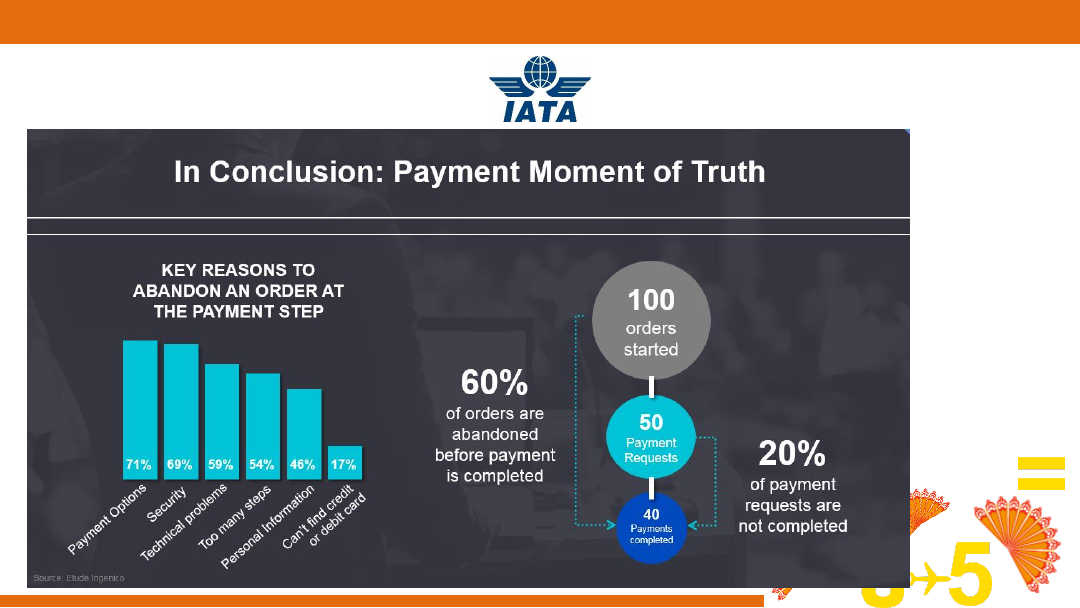 IATA
In Conclusion: Payment Moment of Truth
KEY REASONS TO
ABANDON AN ORDER AT
THE PAYMENT STEP
71%
69%
59%
54%
46%
17%
Payment Options
Security
Technical problems
Too many steps
Personal Information
Can't find credit
or debit card
60%
of orders are
abandoned
before payment
is completed
100
orders
started
50
Payment
Requests
40
Payments
completed
20%
of payment
requests are
not completed
Source: Etude Ingenico
=
5